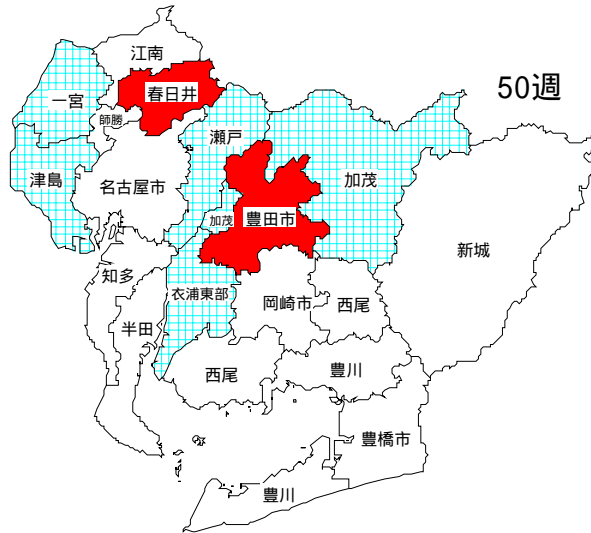 江南
50週
春日井
一宮
師勝
瀬戸
津島
名古屋市
加茂
加茂
豊田市
新城
知多
衣浦東部
岡崎市
西尾
半田
西尾
豊川
豊橋市
豊川